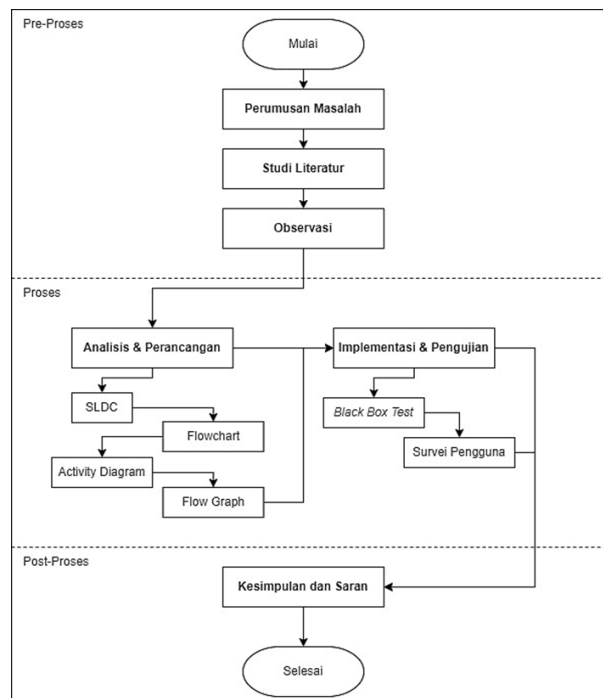 Pre-Proses
Mulai
Perumusan Masalah
Studi Literatur
Observasi
Proses
Analisis & Perancangan
Implementasi & Pengujian
SLDC
Black Box Test
Flowchart
Survei Pengguna
Activity Diagram
Flow Graph
Post-Proses
Kesimpulan dan Saran
Selesai